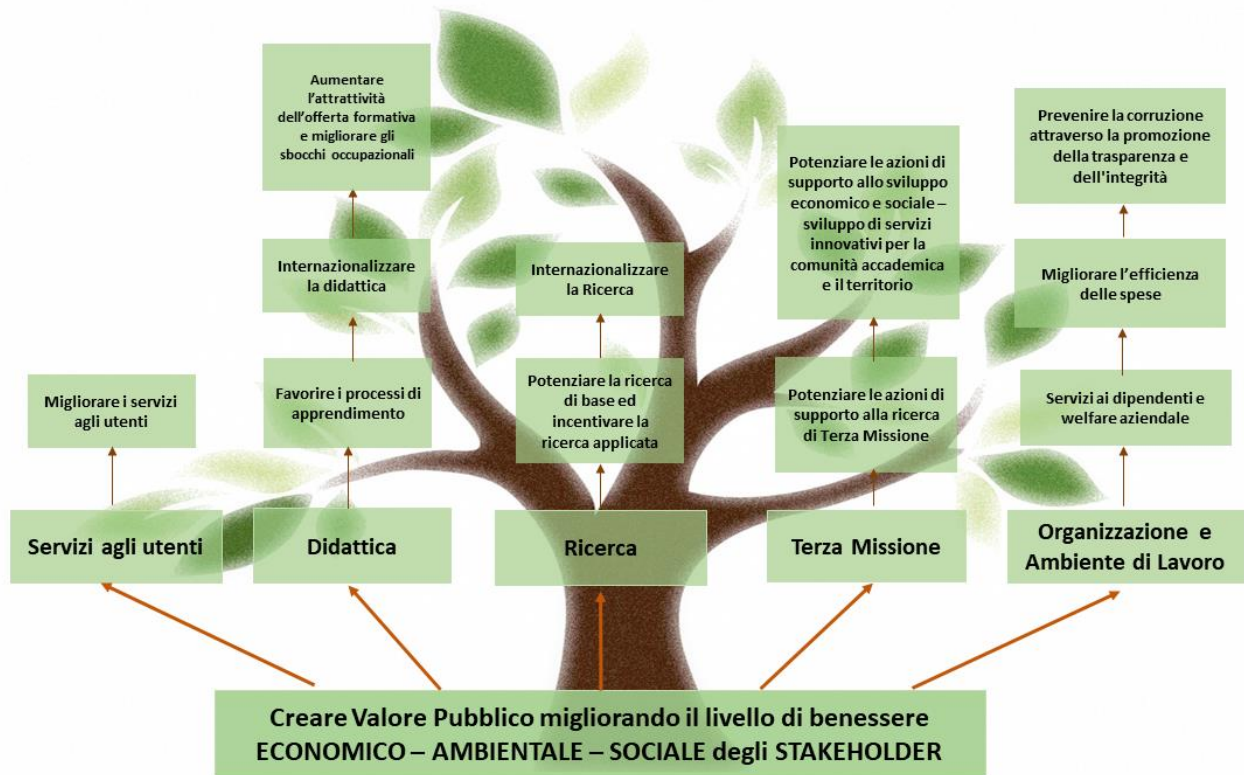 Aumentare
l'attrattività
dell'offerta formativa
e migliorare gli
sbocchi occupazionali
Internazionalizzare
la didattica
Favorire i processi di
apprendimento
Migliorare i servizi
agli utenti
Internazionalizzare
la Ricerca
Potenziare la ricerca
di base ed
incentivare la
ricerca applicata
Potenziare le azioni di
supporto allo sviluppo
economico e sociale –
sviluppo di servizi
innovativi per la
comunità accademica
e il territorio
Potenziare le azioni di
supporto alla ricerca
di Terza Missione
Prevenire la corruzione
attraverso la promozione
della trasparenza e
dell'integrità
Migliorare l'efficienza
delle spese
Servizi ai dipendenti e
welfare aziendale
Servizi agli utenti
Didattica
Ricerca
Terza Missione
Organizzazione e
Ambiente di Lavoro
Creare Valore Pubblico migliorando il livello di benessere
ECONOMICO – AMBIENTALE – SOCIALE degli STAKEHOLDER